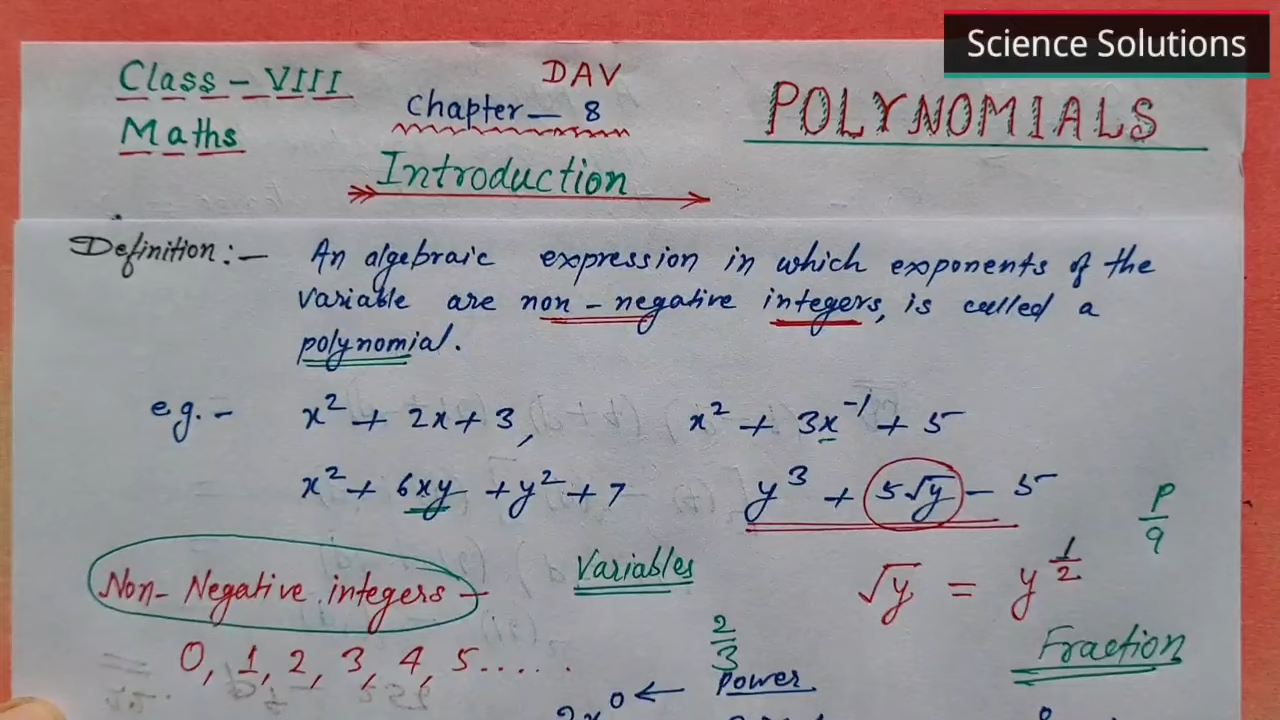 Science Solutions
Class - VIII
DAV
Chapter - 8
POLYNOMIALS
Maths
Introduction
Definition :- An algebraic expression in which exponents of the
variable are non-negative integers, is called a
polynomial.
e.g. - x² + 2x + 3, x² + 3x⁻¹ + 5
x² + 6xy + y² + 7 y³ + 5√y - 5
p/q
Non-Negative integers -
Variables
√y = y^1/2
0, 1, 2, 3, 4, 5.....
2/3
Fraction
Power